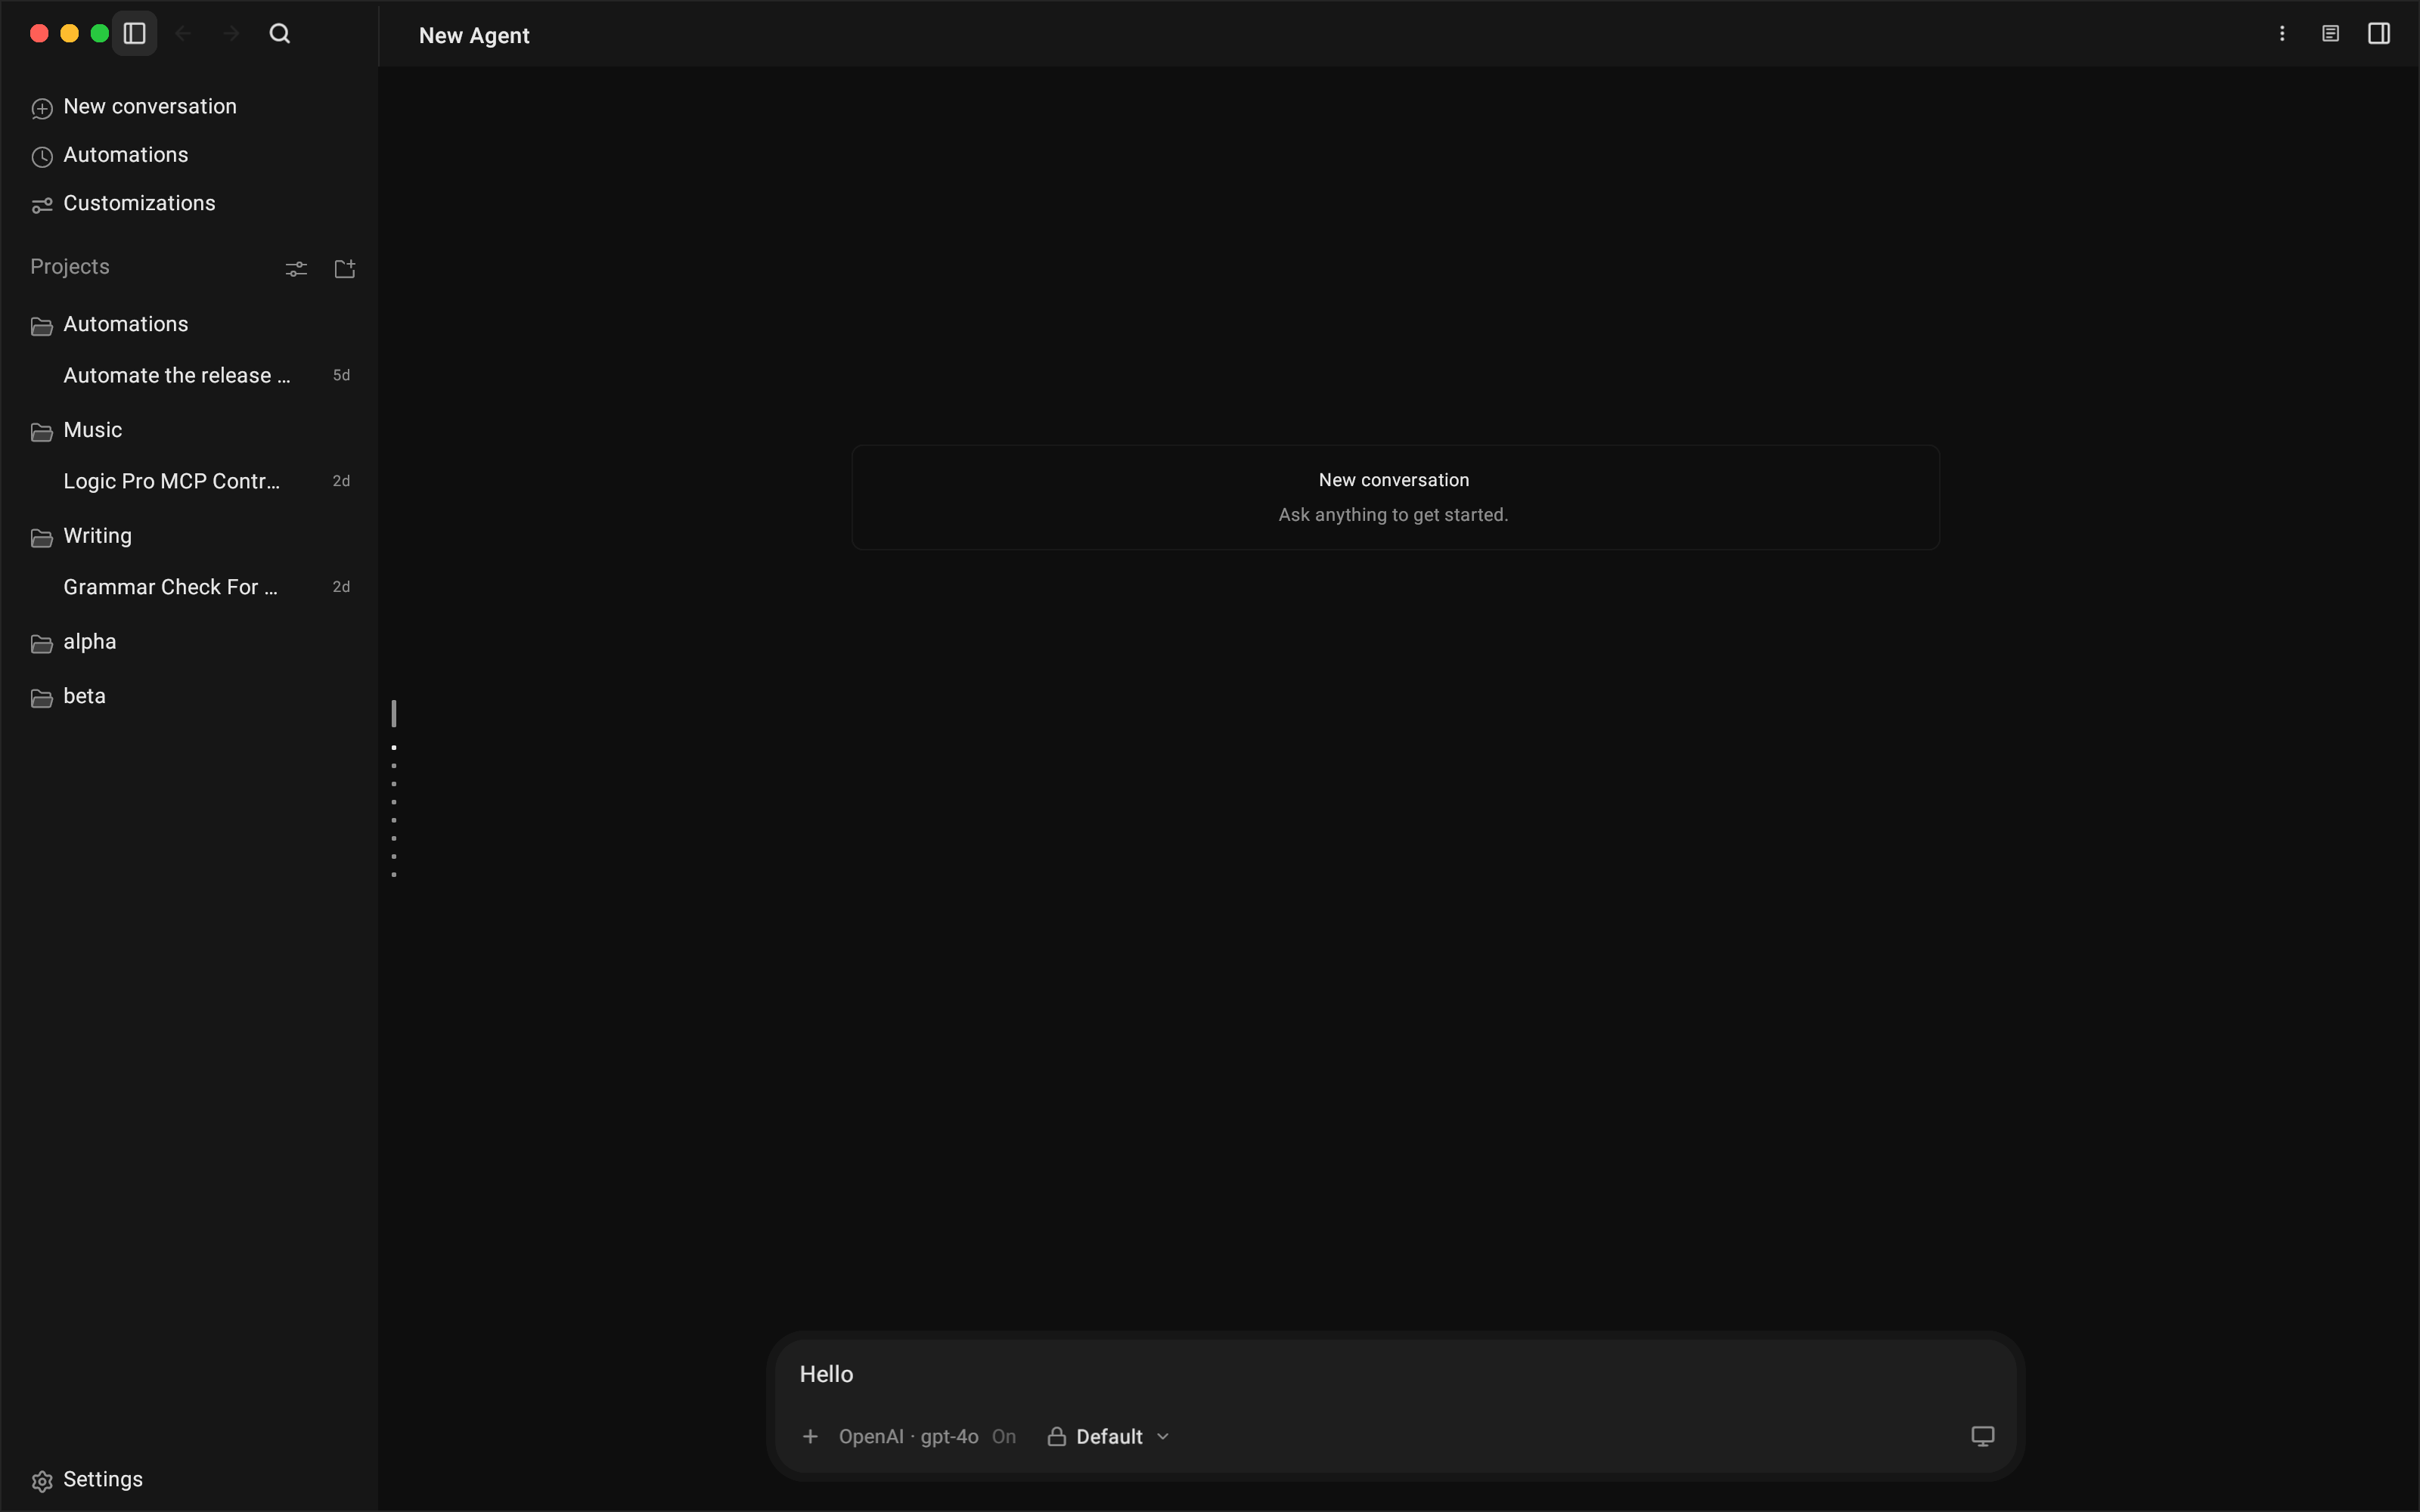 New Agent
New conversation
Automations
Customizations
Projects
Automations
Automate the release ... 5d
Music
Logic Pro MCP Contr... 2d
Writing
Grammar Check For ... 2d
alpha
beta
Settings
New conversation
Ask anything to get started.
Hello
OpenAI · gpt-4o On Default